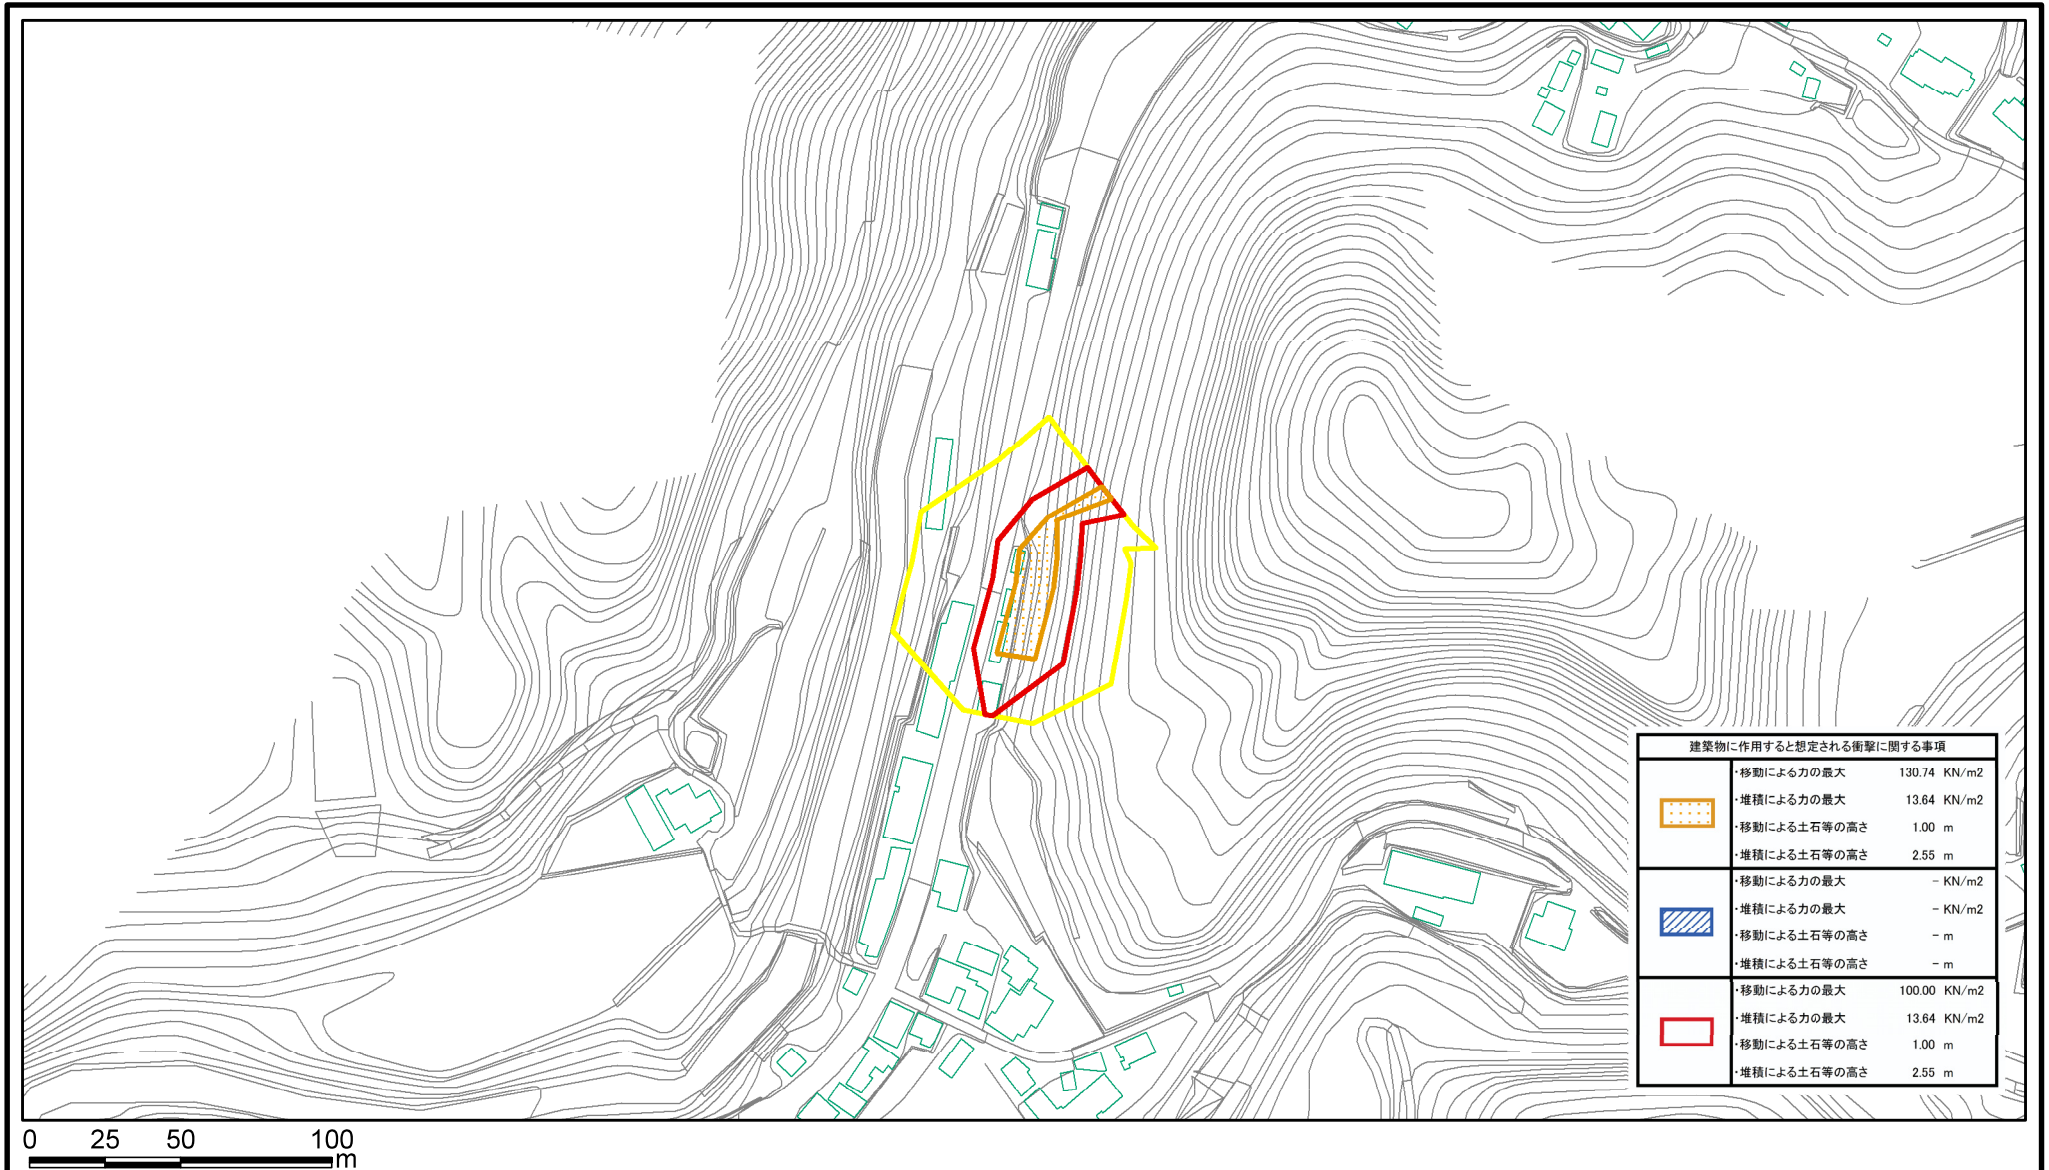 建築物に作用すると想定される衝撃に関する事項
・移動による力の最大 130.74 KN/m2
・堆積による力の最大 13.64 KN/m2
・移動による土石等の高さ 1.00 m
・堆積による土石等の高さ 2.55 m
・移動による力の最大 - KN/m2
・堆積による力の最大 - KN/m2
・移動による土石等の高さ - m
・堆積による土石等の高さ - m
・移動による力の最大 100.00 KN/m2
・堆積による力の最大 13.64 KN/m2
・移動による土石等の高さ 1.00 m
・堆積による土石等の高さ 2.55 m
0 25 50 100
m